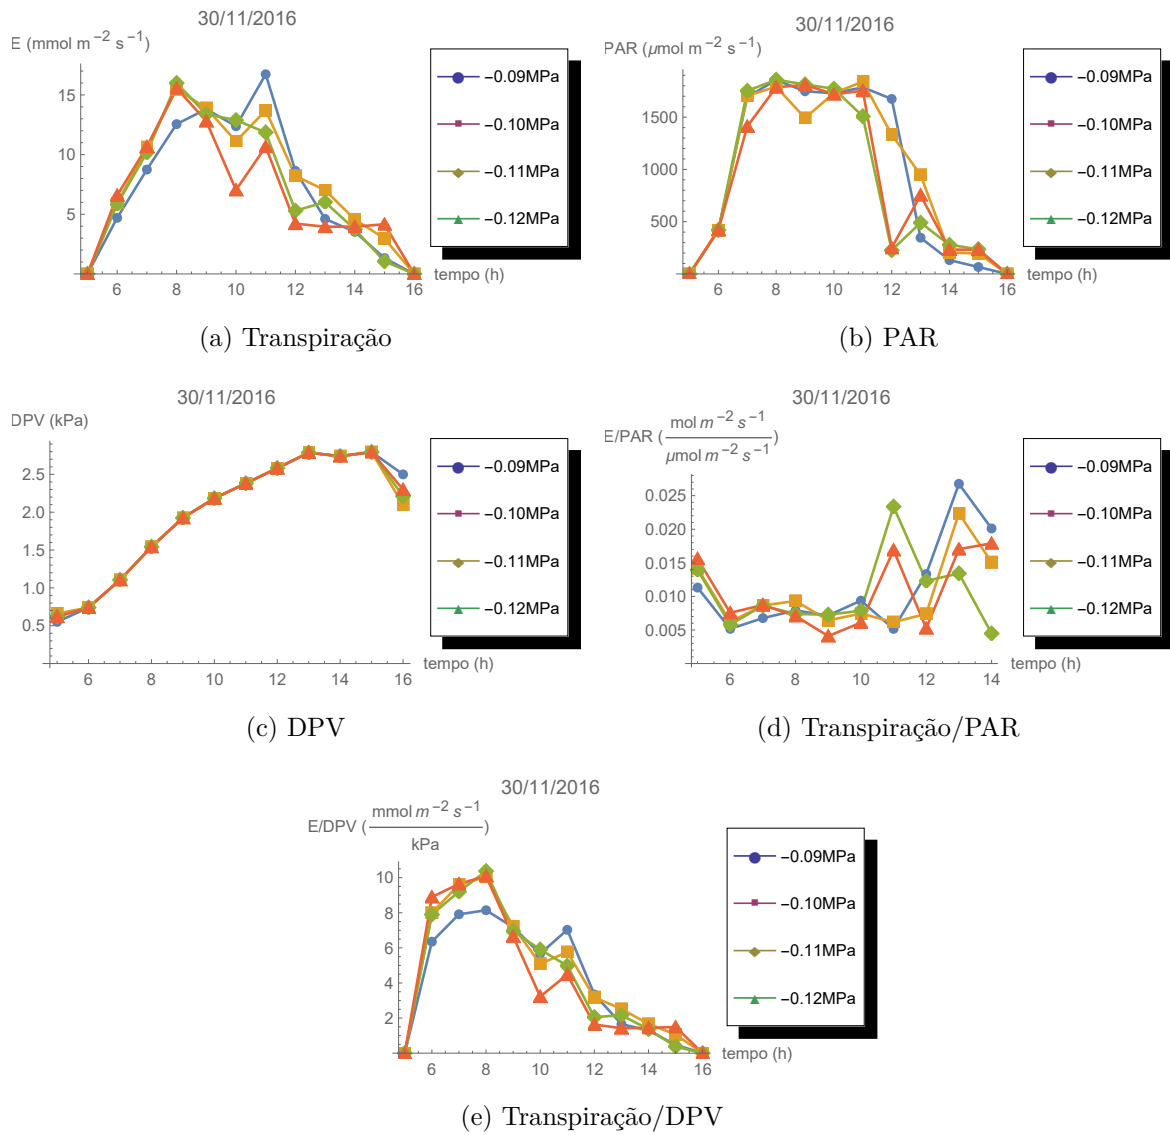 30/11/2016
E (mmol m⁻² s⁻¹)
15
10
5
6 8 10 12 14 16
tempo (h)
−0.09MPa
−0.10MPa
−0.11MPa
−0.12MPa
(a) Transpiração
30/11/2016
PAR (μmol m⁻² s⁻¹)
1500
1000
500
6 8 10 12 14 16
tempo (h)
−0.09MPa
−0.10MPa
−0.11MPa
−0.12MPa
(b) PAR
30/11/2016
DPV (kPa)
2.5
2.0
1.5
1.0
0.5
6 8 10 12 14 16
tempo (h)
−0.09MPa
−0.10MPa
−0.11MPa
−0.12MPa
(c) DPV
30/11/2016
E/PAR (mol m⁻² s⁻¹ / μmol m⁻² s⁻¹)
0.025
0.020
0.015
0.010
0.005
6 8 10 12 14
tempo (h)
−0.09MPa
−0.10MPa
−0.11MPa
−0.12MPa
(d) Transpiração/PAR
30/11/2016
E/DPV (mmol m⁻² s⁻¹ / kPa)
10
8
6
4
2
6 8 10 12 14 16
tempo (h)
−0.09MPa
−0.10MPa
−0.11MPa
−0.12MPa
(e) Transpiração/DPV